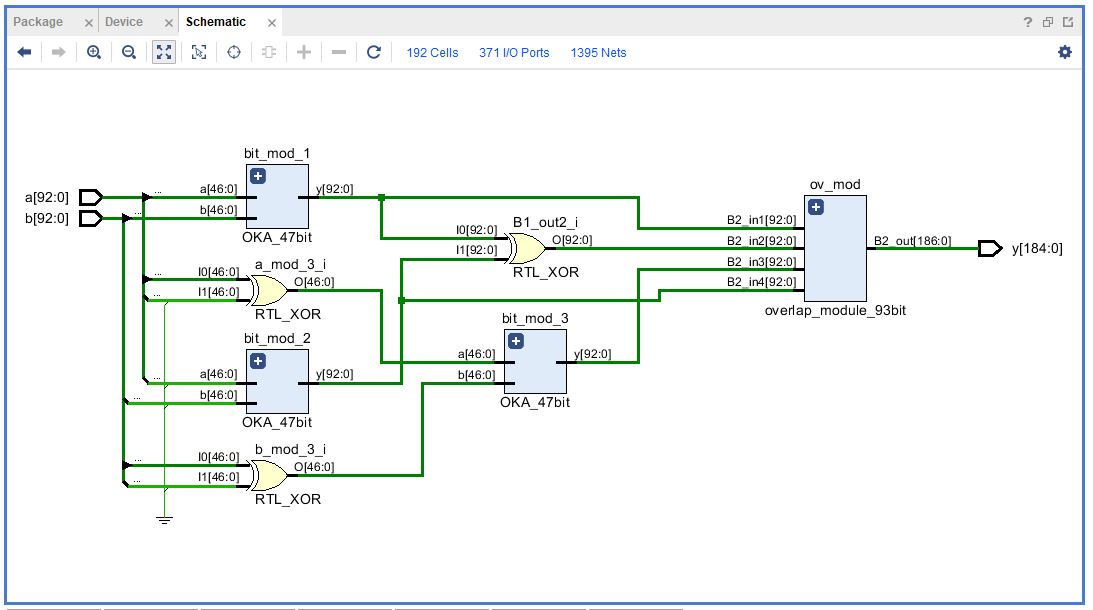 Package
Device
Schematic
192 Cells 371 I/O Ports 1395 Nets
bit_mod_1
a[92:0]
b[92:0]
...
...
a[46:0]
b[46:0]
y[92:0]
OKA_47bit
a_mod_3_i
...
...
I0[46:0]
I1[46:0]
O[46:0]
RTL_XOR
bit_mod_2
...
...
a[46:0]
b[46:0]
y[92:0]
OKA_47bit
b_mod_3_i
...
...
I0[46:0]
I1[46:0]
O[46:0]
RTL_XOR
B1_out2_i
I0[92:0]
I1[92:0]
O[92:0]
RTL_XOR
bit_mod_3
a[46:0]
b[46:0]
y[92:0]
OKA_47bit
ov_mod
B2_in1[92:0]
B2_in2[92:0]
B2_in3[92:0]
B2_in4[92:0]
B2_out[186:0]
overlap_module_93bit
y[184:0]